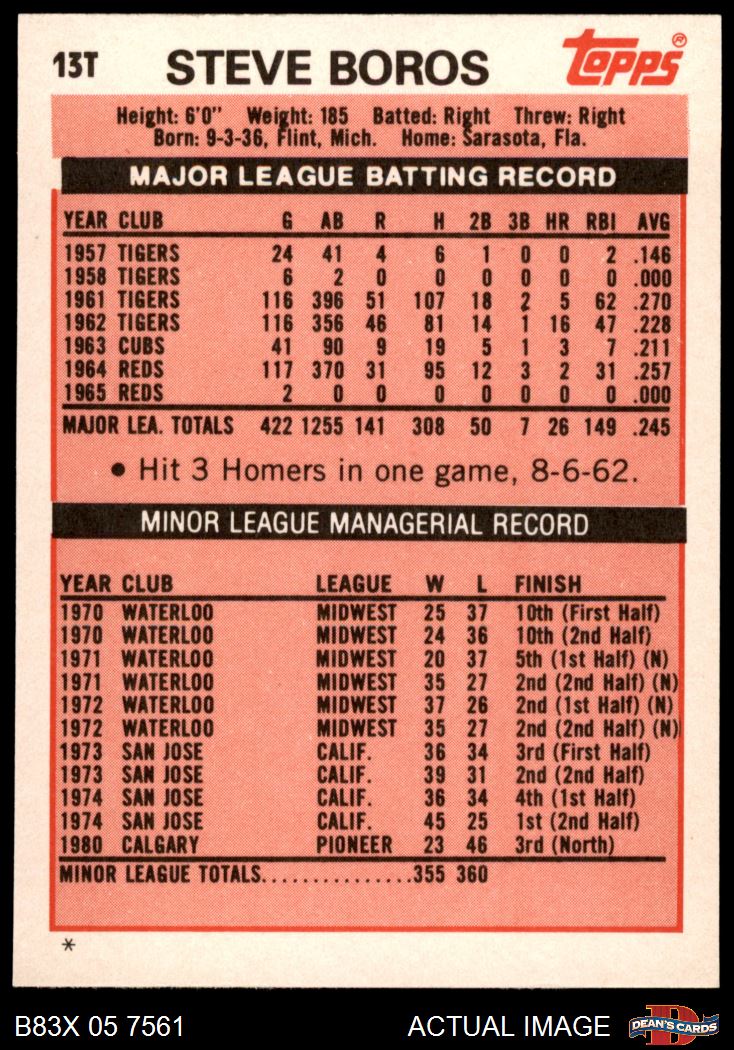 13T STEVE BOROS TOPPS®
Height: 6'0" Weight: 185 Batted: Right Threw: Right
Born: 9-3-36, Flint, Mich. Home: Sarasota, Fla.
MAJOR LEAGUE BATTING RECORD
YEAR CLUB G AB R H 2B 3B HR RBI AVG
1957 TIGERS 24 41 4 6 1 0 0 2 .146
1958 TIGERS 6 2 0 0 0 0 0 0 .000
1961 TIGERS 116 396 51 107 18 2 5 62 .270
1962 TIGERS 116 356 46 81 14 1 16 47 .228
1963 CUBS 41 90 9 19 5 1 3 7 .211
1964 REDS 117 370 31 95 12 3 2 31 .257
1965 REDS 2 0 0 0 0 0 0 0 .000
MAJOR LEA. TOTALS 422 1255 141 308 50 7 26 149 .245
• Hit 3 Homers in one game, 8-6-62.
MINOR LEAGUE MANAGERIAL RECORD
YEAR CLUB LEAGUE W L FINISH
1970 WATERLOO MIDWEST 25 37 10th (First Half)
1970 WATERLOO MIDWEST 24 36 10th (2nd Half)
1971 WATERLOO MIDWEST 20 37 5th (1st Half) (N)
1971 WATERLOO MIDWEST 35 27 2nd (2nd Half) (N)
1972 WATERLOO MIDWEST 37 26 2nd (1st Half) (N)
1972 WATERLOO MIDWEST 35 27 2nd (2nd Half) (N)
1973 SAN JOSE CALIF. 36 34 3rd (First Half)
1973 SAN JOSE CALIF. 39 31 2nd (2nd Half)
1974 SAN JOSE CALIF. 36 34 4th (1st Half)
1974 SAN JOSE CALIF. 45 25 1st (2nd Half)
1980 CALGARY PIONEER 23 46 3rd (North)
MINOR LEAGUE TOTALS...............355 360
*
B83X 05 7561 ACTUAL IMAGE DEAN'S CARDS